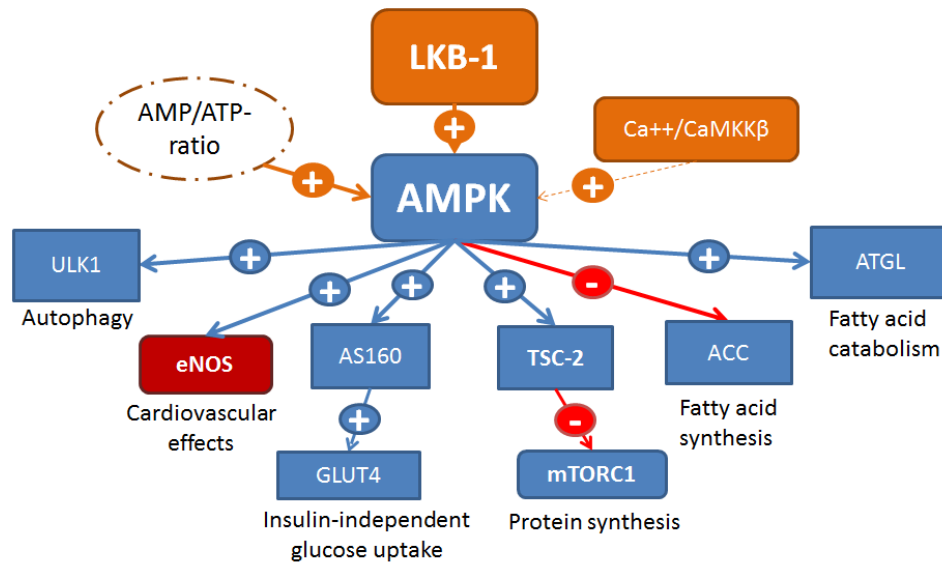 LKB-1
AMP/ATP-
ratio
+
Ca++/CaMKKβ
+
+
AMPK
ULK1
+
+
+
+
-
+
ATGL
Autophagy
Fatty acid
catabolism
eNOS
AS160
TSC-2
ACC
Cardiovascular
effects
+
-
Fatty acid
synthesis
GLUT4
mTORC1
Insulin-independent
glucose uptake
Protein synthesis